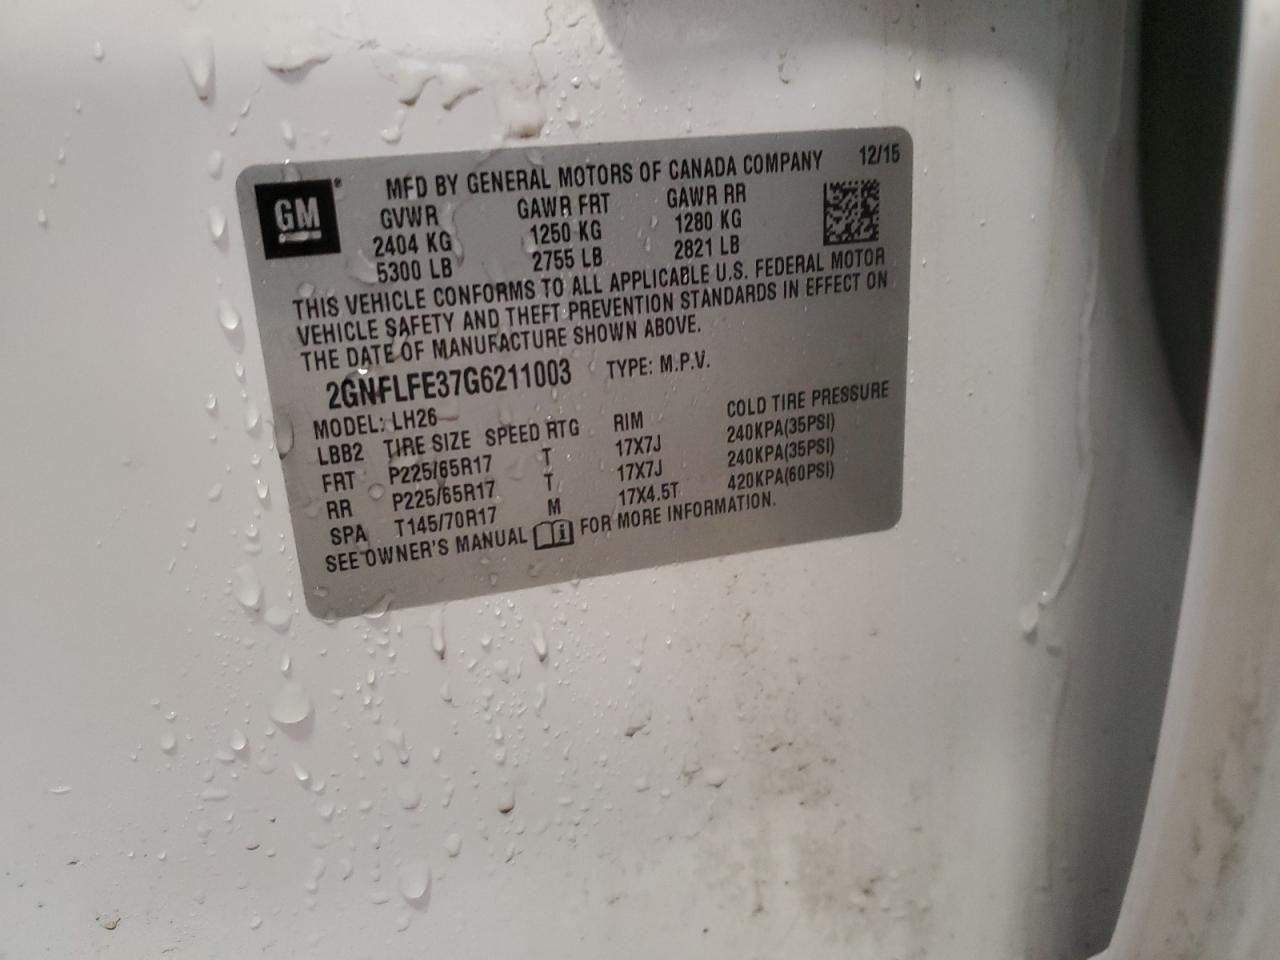 GM ®
MFD BY GENERAL MOTORS OF CANADA COMPANY 12/15
GVWR GAWR FRT GAWR RR
2404 KG 1250 KG 1280 KG
5300 LB 2755 LB 2821 LB
THIS VEHICLE CONFORMS TO ALL APPLICABLE U.S. FEDERAL MOTOR
VEHICLE SAFETY AND THEFT PREVENTION STANDARDS IN EFFECT ON
THE DATE OF MANUFACTURE SHOWN ABOVE.
2GNFLFE37G6211003 TYPE: M.P.V.
MODEL: LH26
LBB2 TIRE SIZE SPEED RTG RIM COLD TIRE PRESSURE
FRT P225/65R17 T 17X7J 240KPA(35PSI)
RR P225/65R17 T 17X7J 240KPA(35PSI)
SPA T145/70R17 M 17X4.5T 420KPA(60PSI)
SEE OWNER'S MANUAL i FOR MORE INFORMATION.